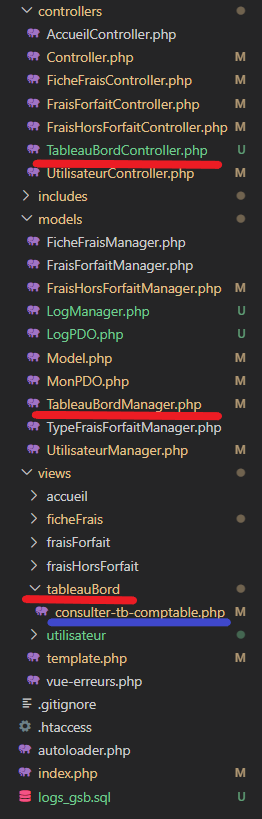 controllers
AccueilController.php
Controller.php M
FicheFraisController.php M
FraisForfaitController.php M
FraisHorsForfaitController.php M
TableauBordController.php U
UtilisateurController.php M
includes
models
FicheFraisManager.php
FraisForfaitManager.php
FraisHorsForfaitManager.php M
LogManager.php U
LogPDO.php U
Model.php M
MonPDO.php M
TableauBordManager.php M
TypeFraisForfaitManager.php
UtilisateurManager.php M
views
accueil
ficheFrais
fraisForfait
fraisHorsForfait
tableauBord
consulter-tb-comptable.php M
utilisateur
template.php M
vue-erreurs.php
.gitignore
.htaccess
autoloader.php
index.php M
logs_gsb.sql U